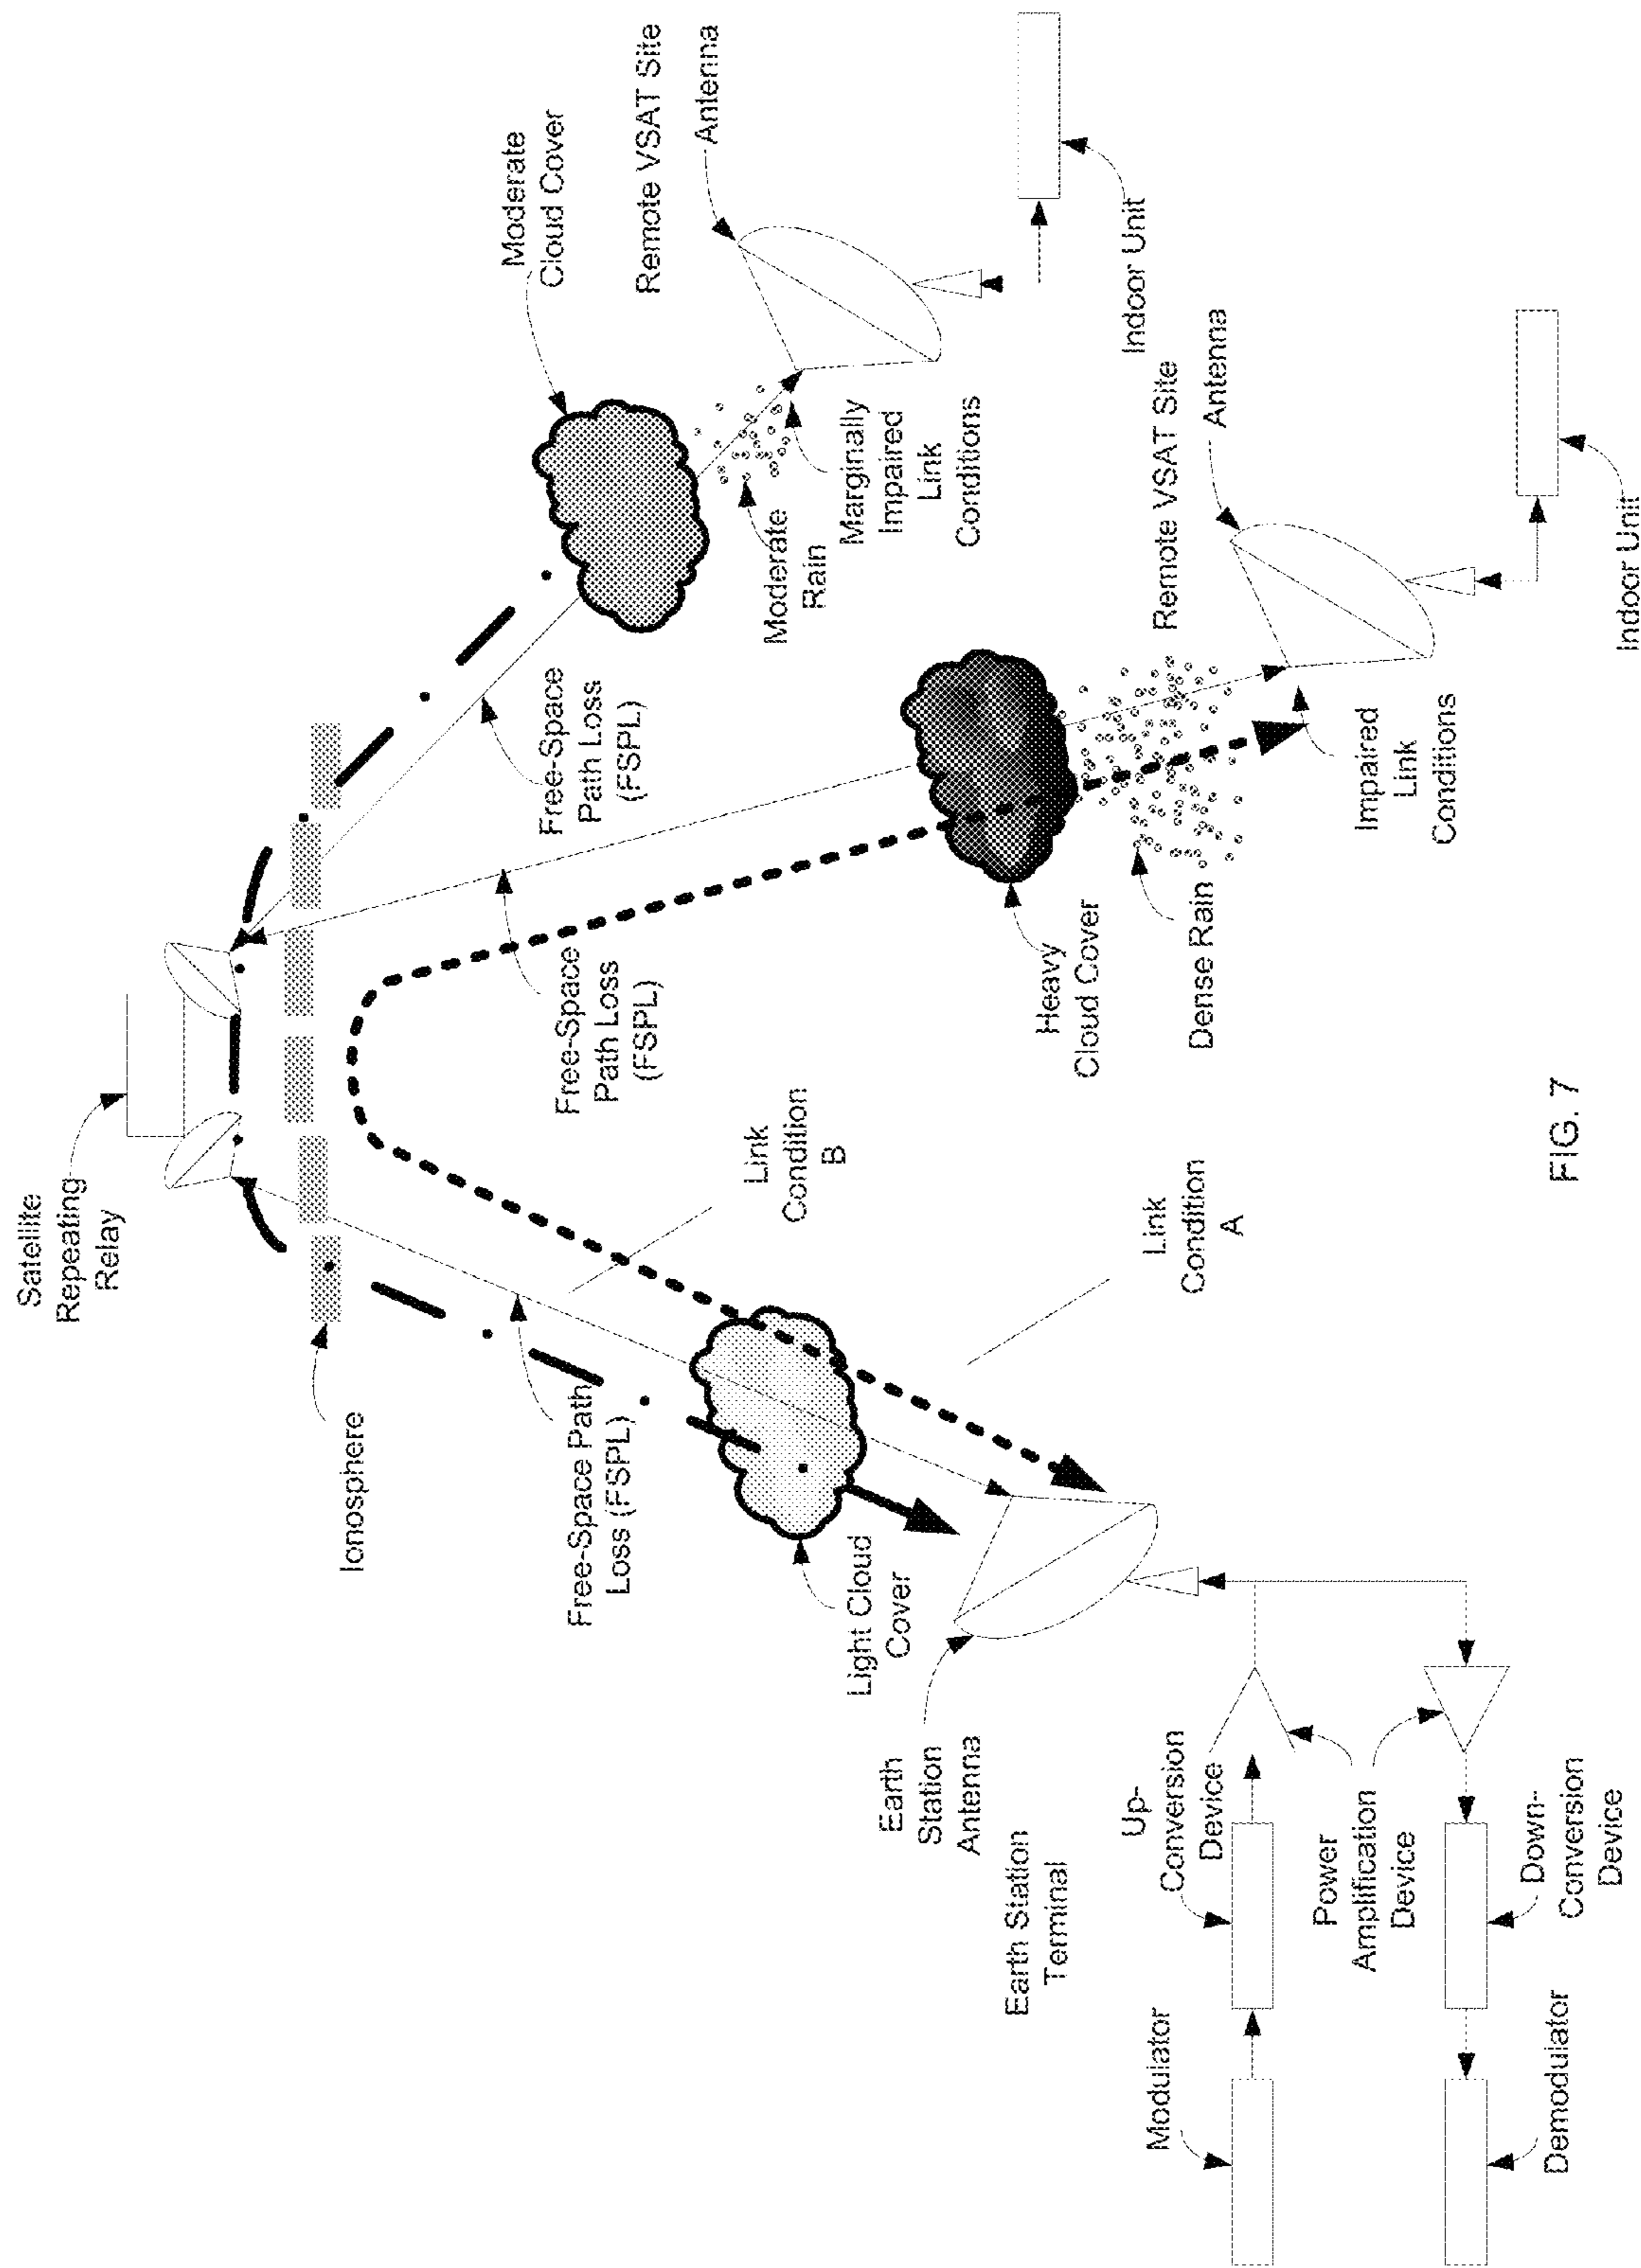 Satellite
Repeating
Relay
Ionosphere
Free-Space Path
Loss (FSPL)
Light Cloud
Cover
Earth
Station
Antenna
Earth Station
Terminal
Modulator
Up-
Conversion
Device
Power
Amplification
Device
Demodulator
Down-
Conversion
Device
Link
Condition
B
Link
Condition
A
Free-Space
Path Loss
(FSPL)
Free-Space
Path Loss
(FSPL)
Heavy
Cloud Cover
Dense Rain
Impaired
Link
Conditions
Remote VSAT Site
Antenna
Indoor Unit
Moderate
Cloud Cover
Moderate
Rain
Marginally
Impaired
Link
Conditions
Remote VSAT Site
Antenna
Indoor Unit
FIG. 7